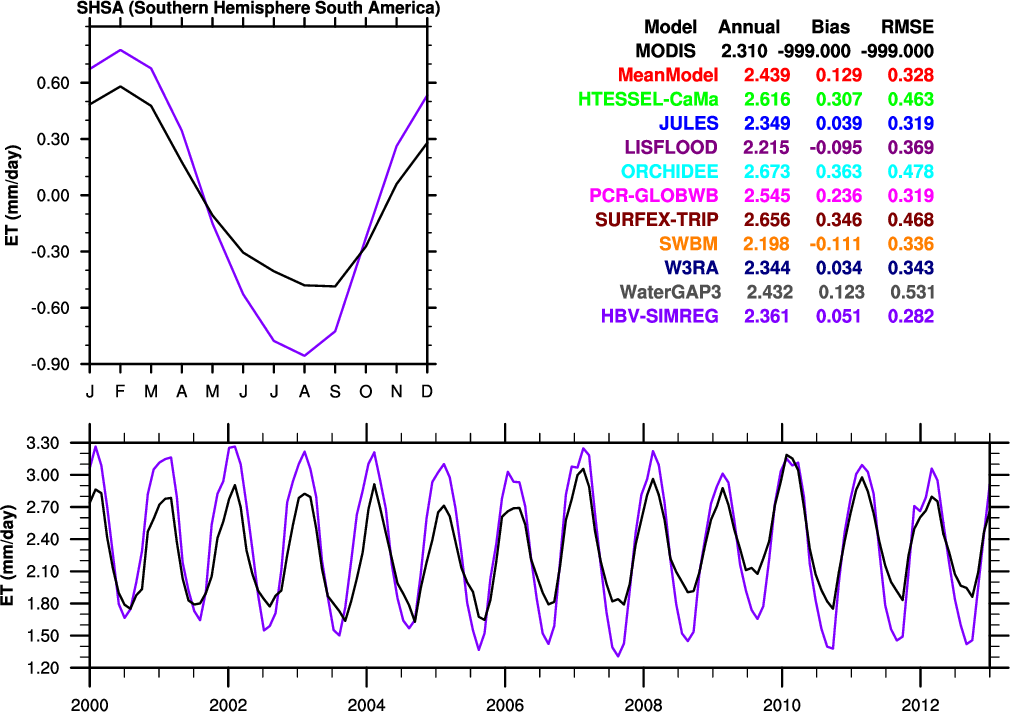 SHSA (Southern Hemisphere South America)
0.60
0.30
0.00
-0.30
-0.60
-0.90
ET (mm/day)
J F M A M J J A S O N D
Model Annual Bias RMSE
MODIS 2.310 -999.000 -999.000
MeanModel 2.439 0.129 0.328
HTESSEL-CaMa 2.616 0.307 0.463
JULES 2.349 0.039 0.319
LISFLOOD 2.215 -0.095 0.369
ORCHIDEE 2.673 0.363 0.478
PCR-GLOBWB 2.545 0.236 0.319
SURFEX-TRIP 2.656 0.346 0.468
SWBM 2.198 -0.111 0.336
W3RA 2.344 0.034 0.343
WaterGAP3 2.432 0.123 0.531
HBV-SIMREG 2.361 0.051 0.282
3.30
3.00
2.70
2.40
2.10
1.80
1.50
1.20
ET (mm/day)
2000 2002 2004 2006 2008 2010 2012